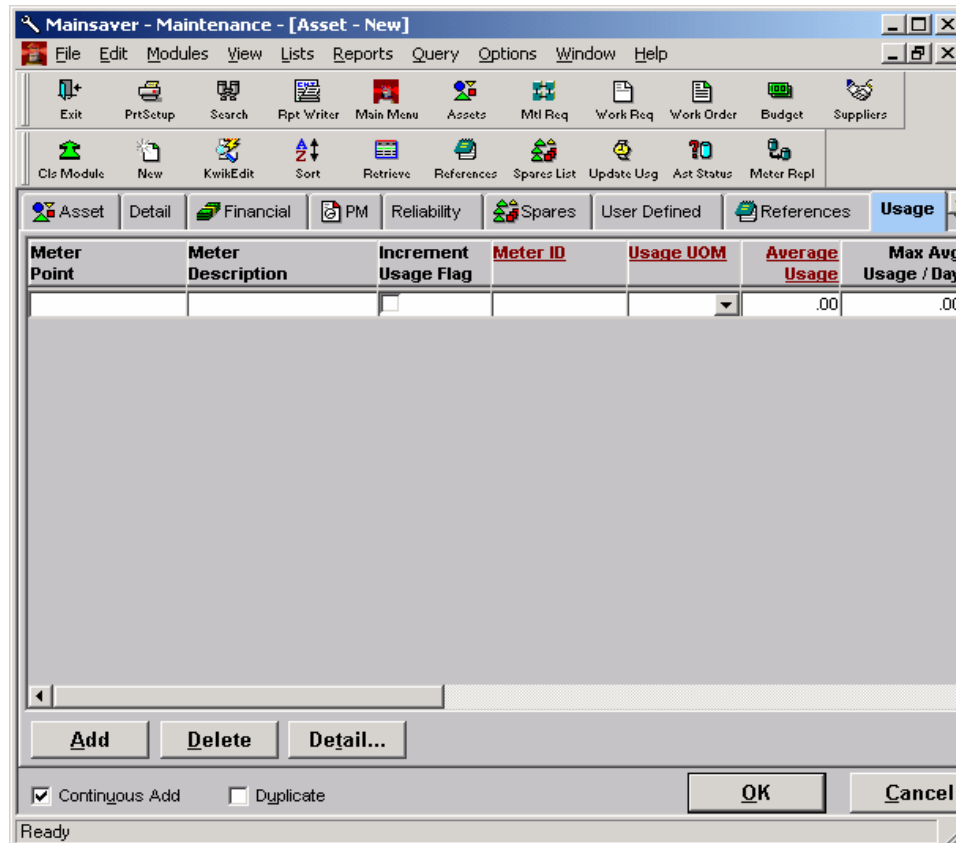 Mainsaver - Maintenance - [Asset - New]
File Edit Modules View Lists Reports Query Options Window Help
Exit PrtSetup Search Rpt Writer Main Menu Assets Mtl Req Work Req Work Order Budget Suppliers
Cls Module New KwikEdit Sort Retrieve References Spares List Update Usg Ast Status Meter Repl
Asset Detail Financial PM Reliability Spares User Defined References Usage
Meter Meter Increment Meter ID Usage UOM Average Max Avg
Point Description Usage Flag Usage Usage / Day
.00 .00
Add Delete Detail...
Continuous Add Duplicate OK Cancel
Ready